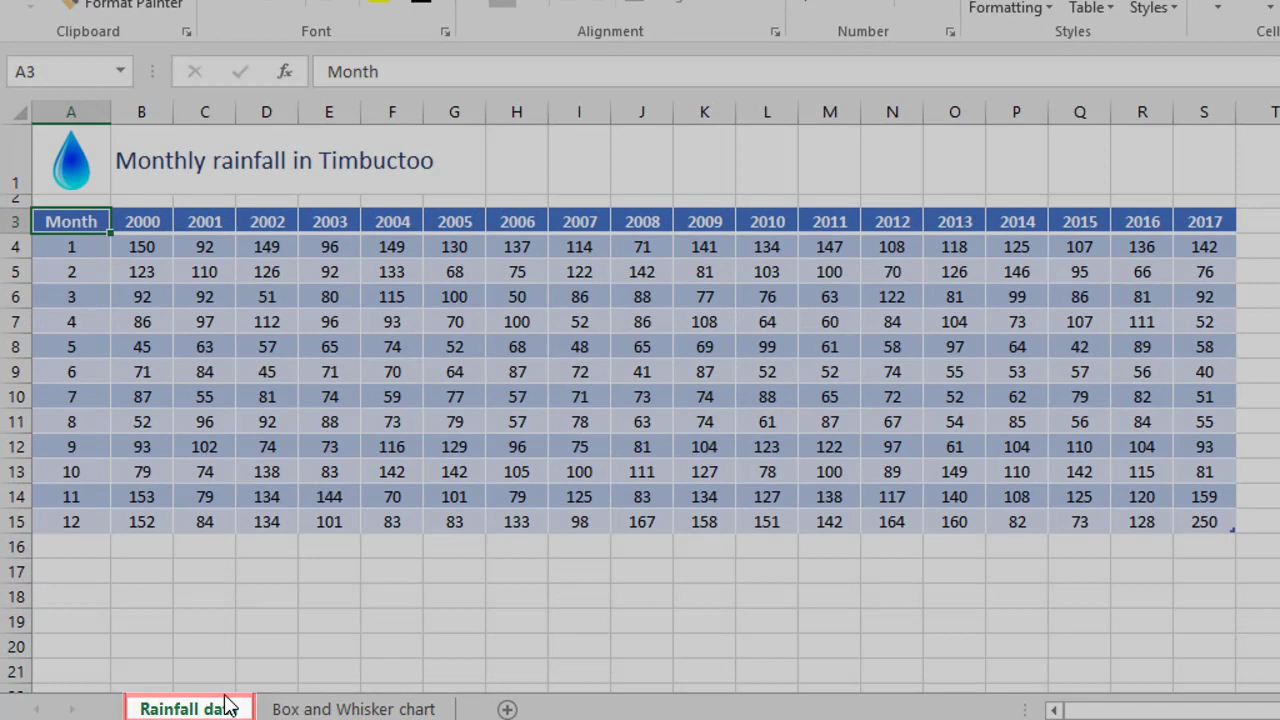 Format Painter
Formatting Table Styles
Clipboard Font Alignment Number Styles
A3 fx Month
A B C D E F G H I J K L M N O P Q R S T
1 Monthly rainfall in Timbuctoo
2
3 Month 2000 2001 2002 2003 2004 2005 2006 2007 2008 2009 2010 2011 2012 2013 2014 2015 2016 2017
4 1 150 92 149 96 149 130 137 114 71 141 134 147 108 118 125 107 136 142
5 2 123 110 126 92 133 68 75 122 142 81 103 100 70 126 146 95 66 76
6 3 92 92 51 80 115 100 50 86 88 77 76 63 122 81 99 86 81 92
7 4 86 97 112 96 93 70 100 52 86 108 64 60 84 104 73 107 111 52
8 5 45 63 57 65 74 52 68 48 65 69 99 61 58 97 64 42 89 58
9 6 71 84 45 71 70 64 87 72 41 87 52 52 74 55 53 57 56 40
10 7 87 55 81 74 59 77 57 71 73 74 88 65 72 52 62 79 82 51
11 8 52 96 92 88 73 79 57 78 63 74 61 87 67 54 85 56 84 55
12 9 93 102 74 73 116 129 96 75 81 104 123 122 97 61 104 110 104 93
13 10 79 74 138 83 142 142 105 100 111 127 78 100 89 149 110 142 115 81
14 11 153 79 134 144 70 101 79 125 83 134 127 138 117 140 108 125 120 159
15 12 152 84 134 101 83 83 133 98 167 158 151 142 164 160 82 73 128 250
16
17
18
19
20
21
Rainfall Box and Whisker chart